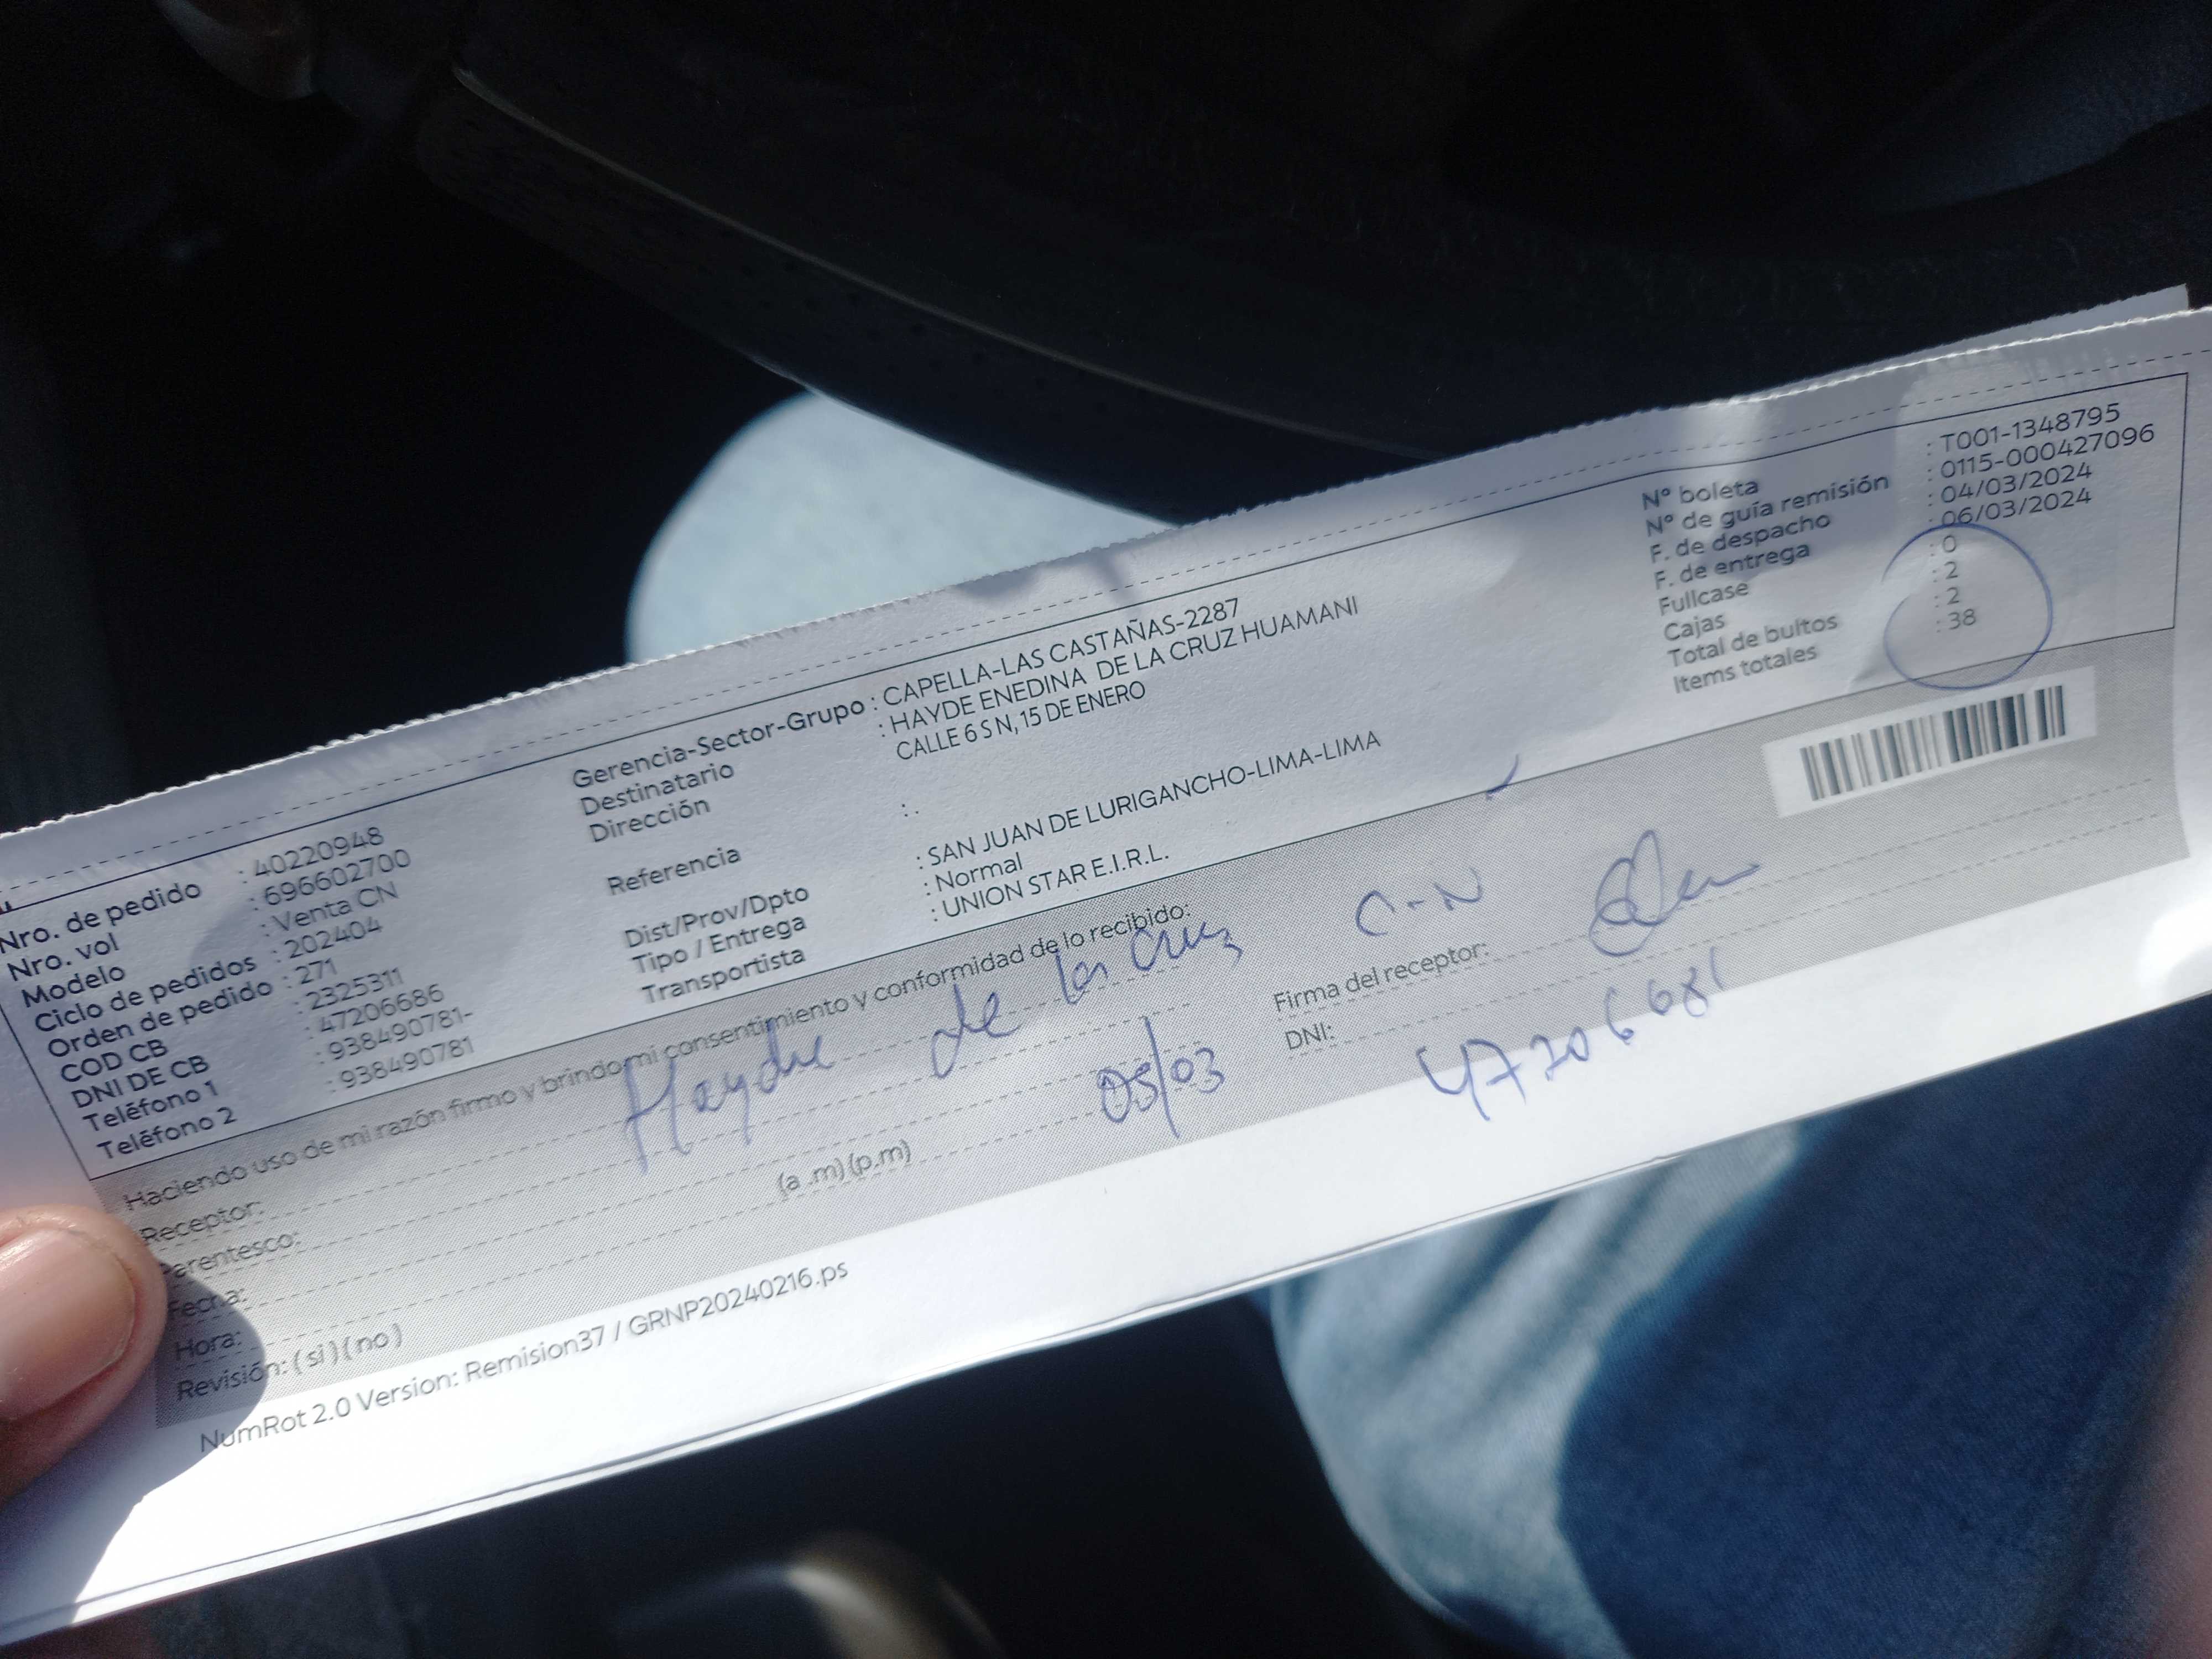 Nro. de pedido : 40220948
Nro. vol : 696602700
Modelo : Venta CN
Ciclo de pedidos : 202404
Orden de pedido : 271
COD CB : 2325311
DNI DE CB : 47206686
Teléfono 1 : 938490781-
Teléfono 2 : 938490781
Gerencia-Sector-Grupo : CAPELLA-LAS CASTAÑAS-2287
Destinatario : HAYDE ENEDINA DE LA CRUZ HUAMANI
Dirección CALLE 6 S N, 15 DE ENERO
Referencia : .
Dist/Prov/Dpto : SAN JUAN DE LURIGANCHO-LIMA-LIMA
Tipo / Entrega : Normal
Transportista : UNION STAR E.I.R.L.
N° boleta : T001-1348795
N° de guía remisión : 0115-000427096
F. de despacho : 04/03/2024
F. de entrega : 06/03/2024
Fullcase : 0
Cajas : 2
Total de bultos : 2
Items totales : 38
Haciendo uso de mi razón firmo y brindo mi consentimiento y conformidad de lo recibido:
Receptor: Haydee de la Cruz C-N
Parentesco:
Fecha: 05/03
Hora: (a .m) (p.m)
Revisión: ( si ) ( no )
Firma del receptor:
DNI:
NumRot 2.0 Version: Remision37 / GRNP20240216.ps